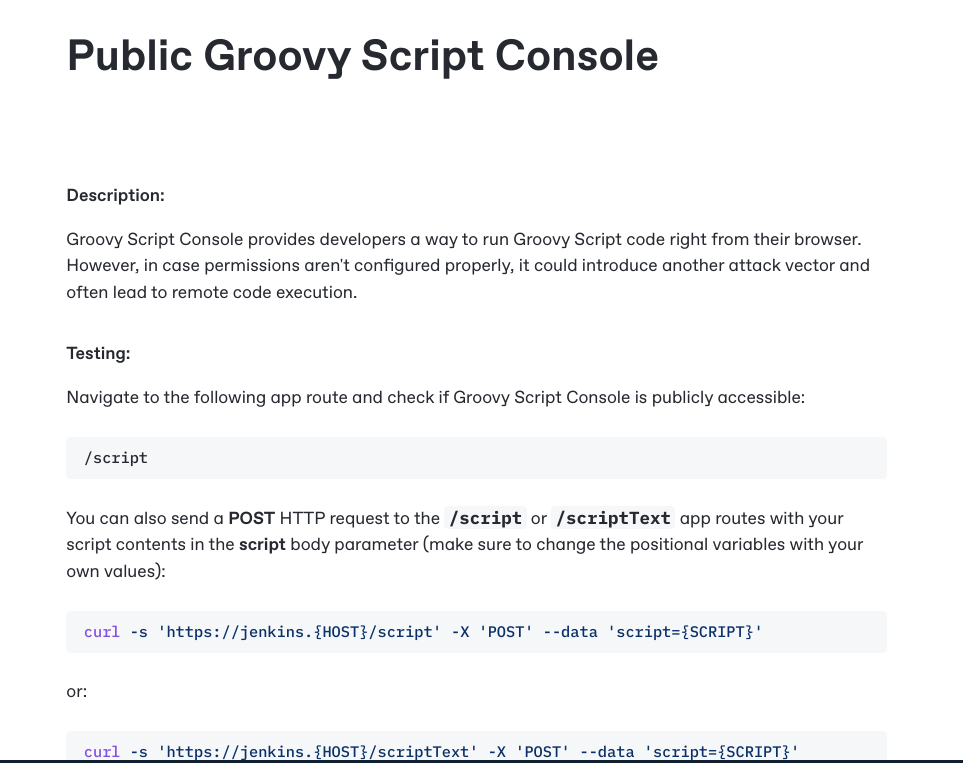 Public Groovy Script Console
Description:
Groovy Script Console provides developers a way to run Groovy Script code right from their browser.
However, in case permissions aren't configured properly, it could introduce another attack vector and
often lead to remote code execution.
Testing:
Navigate to the following app route and check if Groovy Script Console is publicly accessible:
/script
You can also send a POST HTTP request to the /script or /scriptText app routes with your
script contents in the script body parameter (make sure to change the positional variables with your
own values):
curl -s 'https://jenkins.{HOST}/script' -X 'POST' --data 'script={SCRIPT}'
or:
curl -s 'https://jenkins.{HOST}/scriptText' -X 'POST' --data 'script={SCRIPT}'